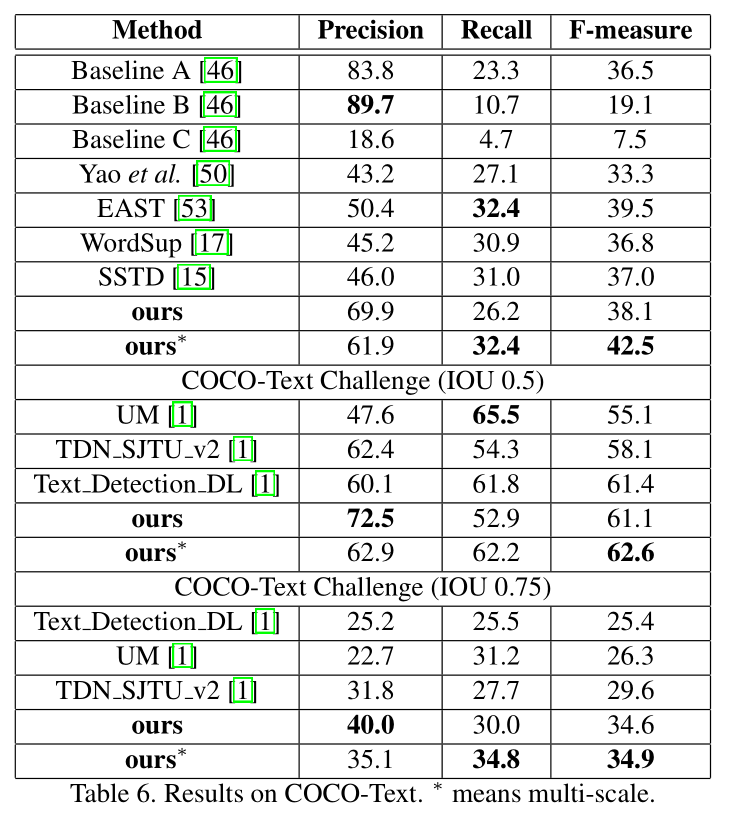 Method Precision Recall F-measure
Baseline A [46] 83.8 23.3 36.5
Baseline B [46] 89.7 10.7 19.1
Baseline C [46] 18.6 4.7 7.5
Yao et al. [50] 43.2 27.1 33.3
EAST [53] 50.4 32.4 39.5
WordSup [17] 45.2 30.9 36.8
SSTD [15] 46.0 31.0 37.0
ours 69.9 26.2 38.1
ours* 61.9 32.4 42.5
COCO-Text Challenge (IOU 0.5)
UM [1] 47.6 65.5 55.1
TDN_SJTU_v2 [1] 62.4 54.3 58.1
Text_Detection_DL [1] 60.1 61.8 61.4
ours 72.5 52.9 61.1
ours* 62.9 62.2 62.6
COCO-Text Challenge (IOU 0.75)
Text_Detection_DL [1] 25.2 25.5 25.4
UM [1] 22.7 31.2 26.3
TDN_SJTU_v2 [1] 31.8 27.7 29.6
ours 40.0 30.0 34.6
ours* 35.1 34.8 34.9
Table 6. Results on COCO-Text. * means multi-scale.